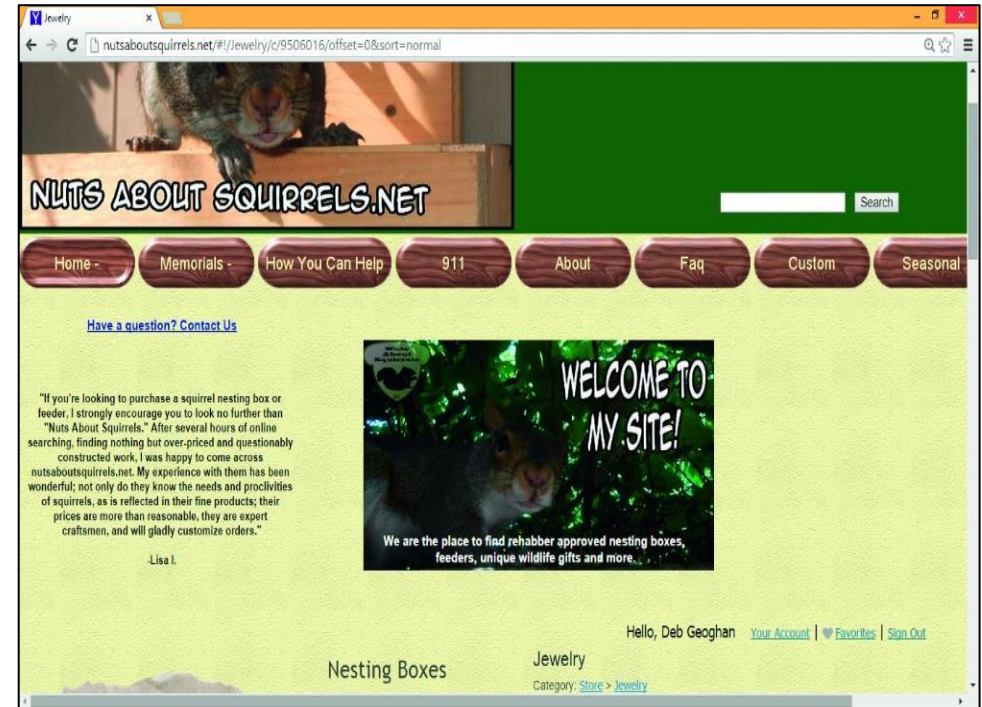 Jewelry
nutsaboutsquirrels.net/#!/Jewelry/c/9506016/offset=0&sort=normal
NUTS ABOUT SQUIRRELS.NET
Search
Home -
Memorials -
How You Can Help
911
About
Faq
Custom
Seasonal
Have a question? Contact Us
"If you're looking to purchase a squirrel nesting box or
feeder, I strongly encourage you to look no further than
"Nuts About Squirrels." After several hours of online
searching, finding nothing but over-priced and questionably
constructed work, I was happy to come across
nutsaboutsquirrels.net. My experience with them has been
wonderful; not only do they know the needs and proclivities
of squirrels, as is reflected in their fine products; their
prices are more than reasonable, they are expert
craftsmen, and will gladly customize orders."
-Lisa I.
Nuts
About
Squirrels
WELCOME TO
MY SITE!
We are the place to find rehabber approved nesting boxes,
feeders, unique wildlife gifts and more.
Hello, Deb Geoghan Your Account | Favorites | Sign Out
Nesting Boxes
Jewelry
Category: Store > Jewelry